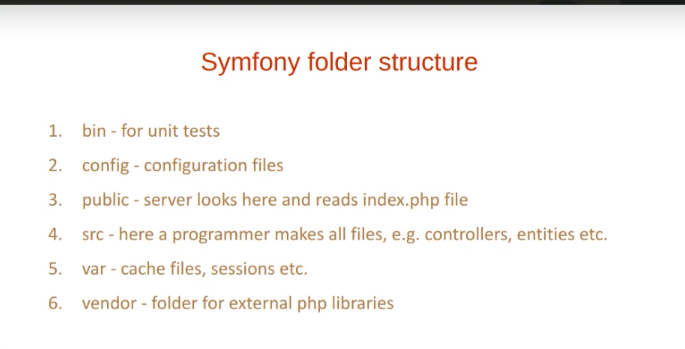 Symfony folder structure
1. bin - for unit tests
2. config - configuration files
3. public - server looks here and reads index.php file
4. src - here a programmer makes all files, e.g. controllers, entities etc.
5. var - cache files, sessions etc.
6. vendor - folder for external php libraries